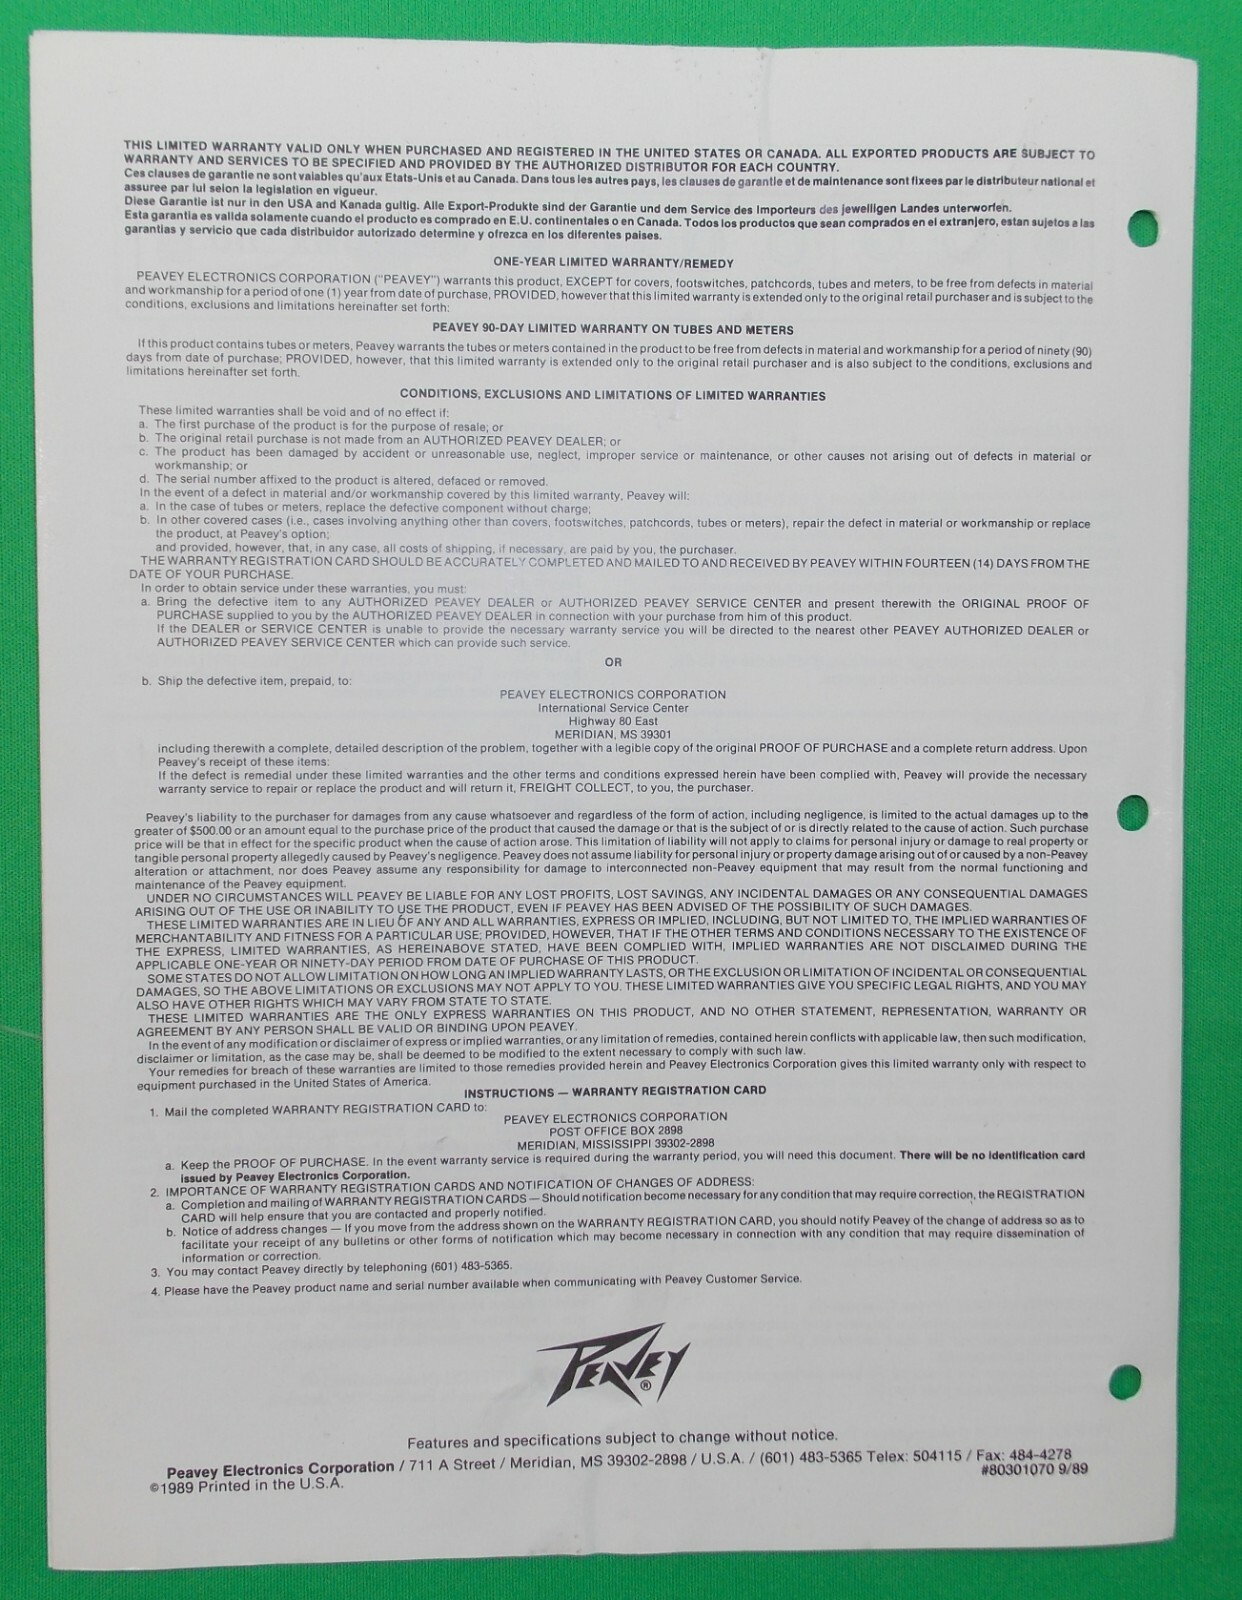 THIS LIMITED WARRANTY VALID ONLY WHEN PURCHASED AND REGISTERED IN THE UNITED STATES OR CANADA. ALL EXPORTED PRODUCTS ARE SUBJECT TO
WARRANTY AND SERVICES TO BE SPECIFIED AND PROVIDED BY THE AUTHORIZED DISTRIBUTOR FOR EACH COUNTRY.
Ces clauses de garantie ne sont valables qu'aux Etats-Unis et au Canada. Dans tous les autres pays, les clauses de garantie et de maintenance sont fixees par le distributeur national et
assuree par lui selon la legislation en vigueur.
Diese Garantie ist nur in den USA and Kanada gultig. Alle Export-Produkte sind der Garantie und dem Service des Importeurs des jewelligen Landes unterworfen.
Esta garantia es valida solamente cuando el producto es comprado en E.U. continentales o en Canada. Todos los productos que sean comprados en el extranjero, estan sujetos a las
garantias y servicio que cada distribuidor autorizado determine y ofrezca en los diferentes paises.
ONE-YEAR LIMITED WARRANTY/REMEDY
PEAVEY ELECTRONICS CORPORATION ("PEAVEY") warrants this product, EXCEPT for covers, footswitches, patchcords, tubes and meters, to be free from defects in material
and workmanship for a period of one (1) year from date of purchase, PROVIDED, however that this limited warranty is extended only to the original retail purchaser and is subject to the
conditions, exclusions and limitations hereinafter set forth:
PEAVEY 90-DAY LIMITED WARRANTY ON TUBES AND METERS
If this product contains tubes or meters, Peavey warrants the tubes or meters contained in the product to be free from defects in material and workmanship for a period of ninety (90)
days from date of purchase; PROVIDED, however, that this limited warranty is extended only to the original retail purchaser and is also subject to the conditions, exclusions and
limitations hereinafter set forth.
CONDITIONS, EXCLUSIONS AND LIMITATIONS OF LIMITED WARRANTIES
These limited warranties shall be void and of no effect if:
a. The first purchase of the product is for the purpose of resale; or
b. The original retail purchase is not made from an AUTHORIZED PEAVEY DEALER; or
c. The product has been damaged by accident or unreasonable use, neglect, improper service or maintenance, or other causes not arising out of defects in material or
workmanship; or
d. The serial number affixed to the product is altered, defaced or removed.
In the event of a defect in material and/or workmanship covered by this limited warranty, Peavey will:
a. In the case of tubes or meters, replace the defective component without charge;
b. In other covered cases (i.e., cases involving anything other than covers, footswitches, patchcords, tubes or meters), repair the defect in material or workmanship or replace
the product, at Peavey's option;
and provided, however, that, in any case, all costs of shipping, if necessary, are paid by you, the purchaser.
THE WARRANTY REGISTRATION CARD SHOULD BE ACCURATELY COMPLETED AND MAILED TO AND RECEIVED BY PEAVEY WITHIN FOURTEEN (14) DAYS FROM THE
DATE OF YOUR PURCHASE.
In order to obtain service under these warranties, you must:
a. Bring the defective item to any AUTHORIZED PEAVEY DEALER or AUTHORIZED PEAVEY SERVICE CENTER and present therewith the ORIGINAL PROOF OF
PURCHASE supplied to you by the AUTHORIZED PEAVEY DEALER in connection with your purchase from him of this product.
If the DEALER or SERVICE CENTER is unable to provide the necessary warranty service you will be directed to the nearest other PEAVEY AUTHORIZED DEALER or
AUTHORIZED PEAVEY SERVICE CENTER which can provide such service.
OR
b. Ship the defective item, prepaid, to:
PEAVEY ELECTRONICS CORPORATION
International Service Center
Highway 80 East
MERIDIAN, MS 39301
including therewith a complete, detailed description of the problem, together with a legible copy of the original PROOF OF PURCHASE and a complete return address. Upon
Peavey's receipt of these items:
If the defect is remedial under these limited warranties and the other terms and conditions expressed herein have been complied with, Peavey will provide the necessary
warranty service to repair or replace the product and will return it, FREIGHT COLLECT, to you, the purchaser.
Peavey's liability to the purchaser for damages from any cause whatsoever and regardless of the form of action, including negligence, is limited to the actual damages up to the
greater of $500.00 or an amount equal to the purchase price of the product that caused the damage or that is the subject of or is directly related to the cause of action. Such purchase
price will be that in effect for the specific product when the cause of action arose. This limitation of liability will not apply to claims for personal injury or damage to real property or
tangible personal property allegedly caused by Peavey's negligence. Peavey does not assume liability for personal injury or property damage arising out of or caused by a non-Peavey
alteration or attachment, nor does Peavey assume any responsibility for damage to interconnected non-Peavey equipment that may result from the normal functioning and
maintenance of the Peavey equipment.
UNDER NO CIRCUMSTANCES WILL PEAVEY BE LIABLE FOR ANY LOST PROFITS, LOST SAVINGS, ANY INCIDENTAL DAMAGES OR ANY CONSEQUENTIAL DAMAGES
ARISING OUT OF THE USE OR INABILITY TO USE THE PRODUCT, EVEN IF PEAVEY HAS BEEN ADVISED OF THE POSSIBILITY OF SUCH DAMAGES.
THESE LIMITED WARRANTIES ARE IN LIEU OF ANY AND ALL WARRANTIES, EXPRESS OR IMPLIED, INCLUDING, BUT NOT LIMITED TO, THE IMPLIED WARRANTIES OF
MERCHANTABILITY AND FITNESS FOR A PARTICULAR USE; PROVIDED, HOWEVER, THAT IF THE OTHER TERMS AND CONDITIONS NECESSARY TO THE EXISTENCE OF
THE EXPRESS, LIMITED WARRANTIES, AS HEREINABOVE STATED, HAVE BEEN COMPLIED WITH, IMPLIED WARRANTIES ARE NOT DISCLAIMED DURING THE
APPLICABLE ONE-YEAR OR NINETY-DAY PERIOD FROM DATE OF PURCHASE OF THIS PRODUCT.
SOME STATES DO NOT ALLOW LIMITATION ON HOW LONG AN IMPLIED WARRANTY LASTS, OR THE EXCLUSION OR LIMITATION OF INCIDENTAL OR CONSEQUENTIAL
DAMAGES, SO THE ABOVE LIMITATIONS OR EXCLUSIONS MAY NOT APPLY TO YOU. THESE LIMITED WARRANTIES GIVE YOU SPECIFIC LEGAL RIGHTS, AND YOU MAY
ALSO HAVE OTHER RIGHTS WHICH MAY VARY FROM STATE TO STATE.
THESE LIMITED WARRANTIES ARE THE ONLY EXPRESS WARRANTIES ON THIS PRODUCT, AND NO OTHER STATEMENT, REPRESENTATION, WARRANTY OR
AGREEMENT BY ANY PERSON SHALL BE VALID OR BINDING UPON PEAVEY.
In the event of any modification or disclaimer of express or implied warranties, or any limitation of remedies, contained herein conflicts with applicable law, then such modification,
disclaimer or limitation, as the case may be, shall be deemed to be modified to the extent necessary to comply with such law.
Your remedies for breach of these warranties are limited to those remedies provided herein and Peavey Electronics Corporation gives this limited warranty only with respect to
equipment purchased in the United States of America.
INSTRUCTIONS — WARRANTY REGISTRATION CARD
1. Mail the completed WARRANTY REGISTRATION CARD to:
PEAVEY ELECTRONICS CORPORATION
POST OFFICE BOX 2898
MERIDIAN, MISSISSIPPI 39302-2898
a. Keep the PROOF OF PURCHASE. In the event warranty service is required during the warranty period, you will need this document. There will be no identification card
issued by Peavey Electronics Corporation.
2. IMPORTANCE OF WARRANTY REGISTRATION CARDS AND NOTIFICATION OF CHANGES OF ADDRESS:
a. Completion and mailing of WARRANTY REGISTRATION CARDS — Should notification become necessary for any condition that may require correction, the REGISTRATION
CARD will help ensure that you are contacted and properly notified.
b. Notice of address changes — If you move from the address shown on the WARRANTY REGISTRATION CARD, you should notify Peavey of the change of address so as to
facilitate your receipt of any bulletins or other forms of notification which may become necessary in connection with any condition that may require dissemination of
information or correction.
3. You may contact Peavey directly by telephoning (601) 483-5365.
4. Please have the Peavey product name and serial number available when communicating with Peavey Customer Service.
PEAVEY®
Features and specifications subject to change without notice.
Peavey Electronics Corporation / 711 A Street / Meridian, MS 39302-2898 / U.S.A. / (601) 483-5365 Telex: 504115 / Fax: 484-4278
©1989 Printed in the U.S.A. #80301070 9/89